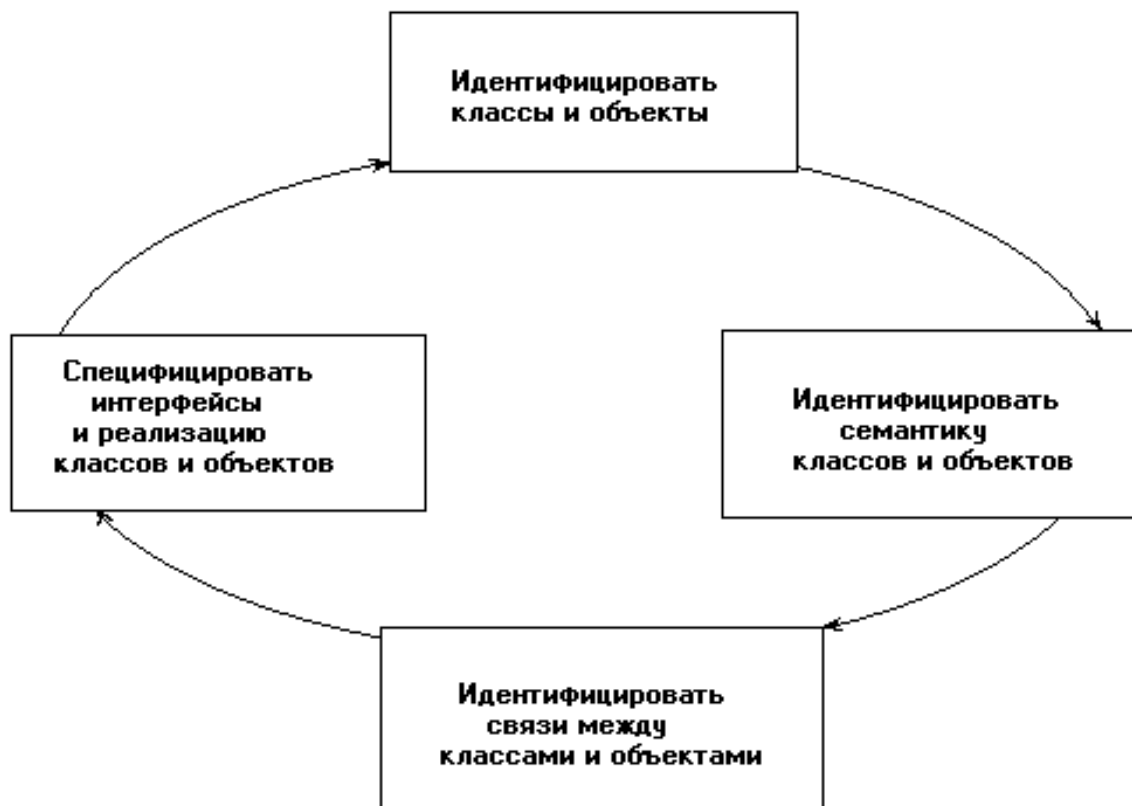 Идентифицировать
классы и объекты
Специфицировать
интерфейсы
и реализацию
классов и объектов
Идентифицировать
семантику
классов и объектов
Идентифицировать
связи между
классами и объектами